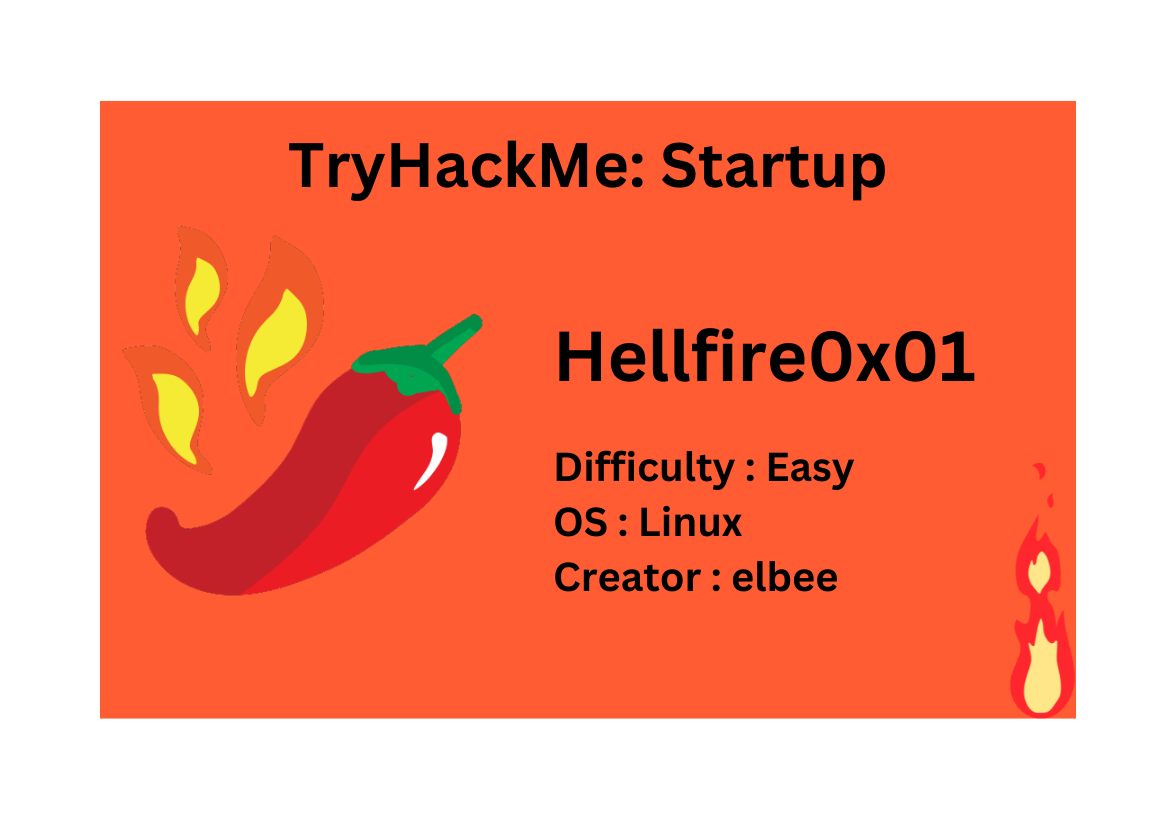 TryHackMe: Startup
Hellfire0x01
Difficulty : Easy
OS : Linux
Creator : elbee